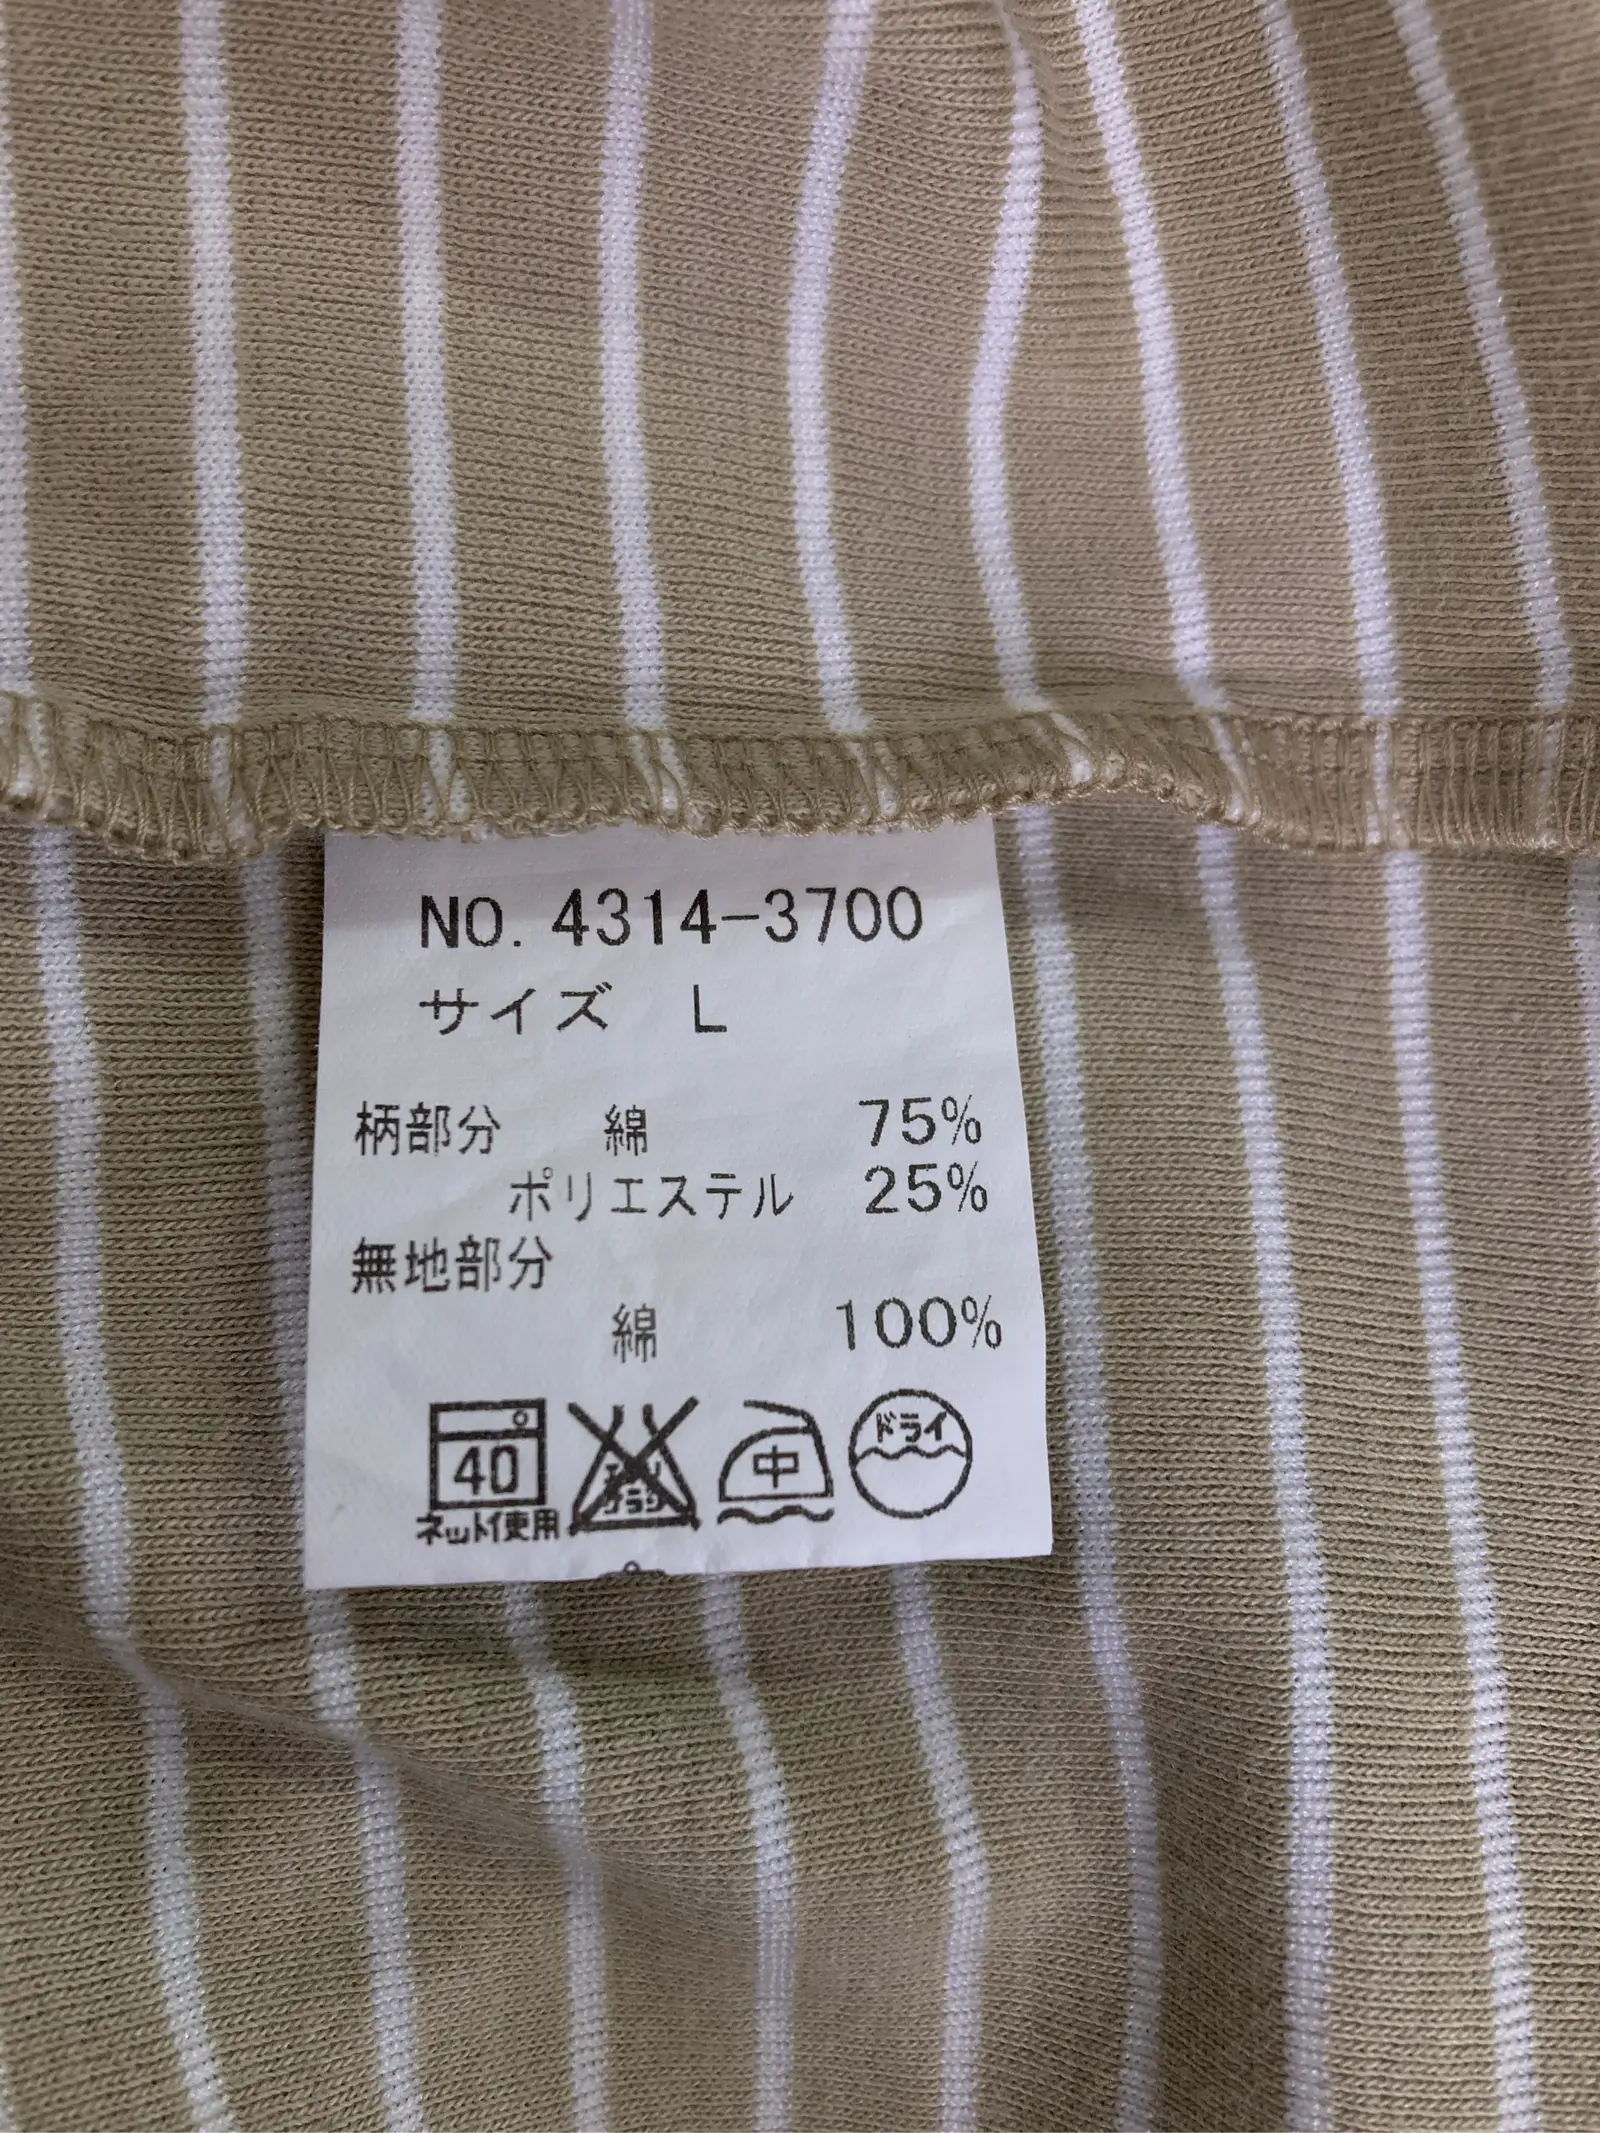 NO. 4314-3700
サイズ L
柄部分 綿 75%
ポリエステル 25%
無地部分
綿 100%
40 中 ドライ
ネット使用